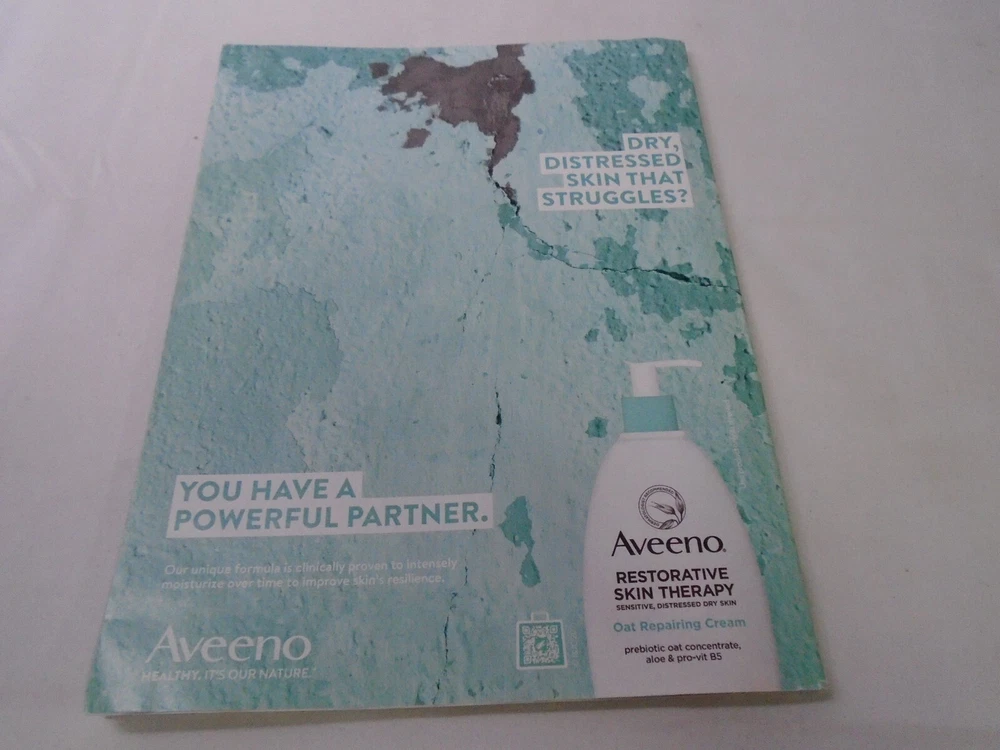 DRY,
DISTRESSED
SKIN THAT
STRUGGLES?
YOU HAVE A
POWERFUL PARTNER.
Our unique formula is clinically proven to intensely
moisturize over time to improve skin's resilience.
Aveeno
HEALTHY. IT'S OUR NATURE.™
Aveeno®
RESTORATIVE
SKIN THERAPY
SENSITIVE, DISTRESSED DRY SKIN
Oat Repairing Cream
prebiotic oat concentrate,
aloe & pro-vit B5